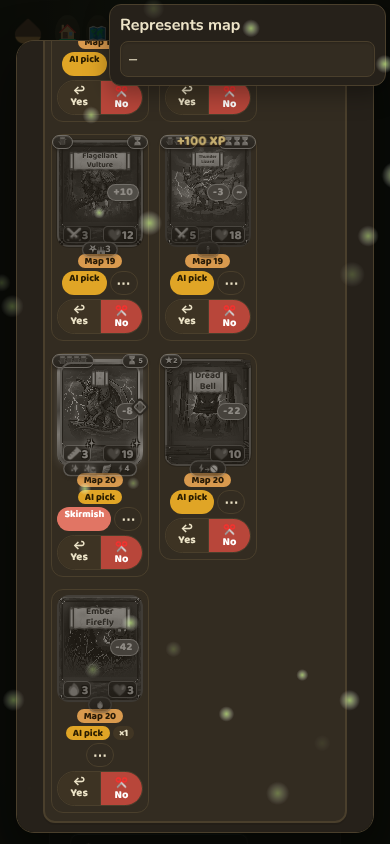 Represents map
—
Map 1
AI pick
Yes
No
Yes
No
Flagellant
Vulture
+10
3
12
3
Map 19
AI pick
...
Yes
No
+100 XP
Thunder
Lizard
-3
–
5
18
Map 19
AI pick
...
Yes
No
5
-8
3
19
4
Map 20
AI pick
Skirmish
...
Yes
No
2
Dread
Bell
-22
10
Map 20
AI pick
...
Yes
No
Ember
Firefly
-42
3
3
Map 20
AI pick
×1
...
Yes
No